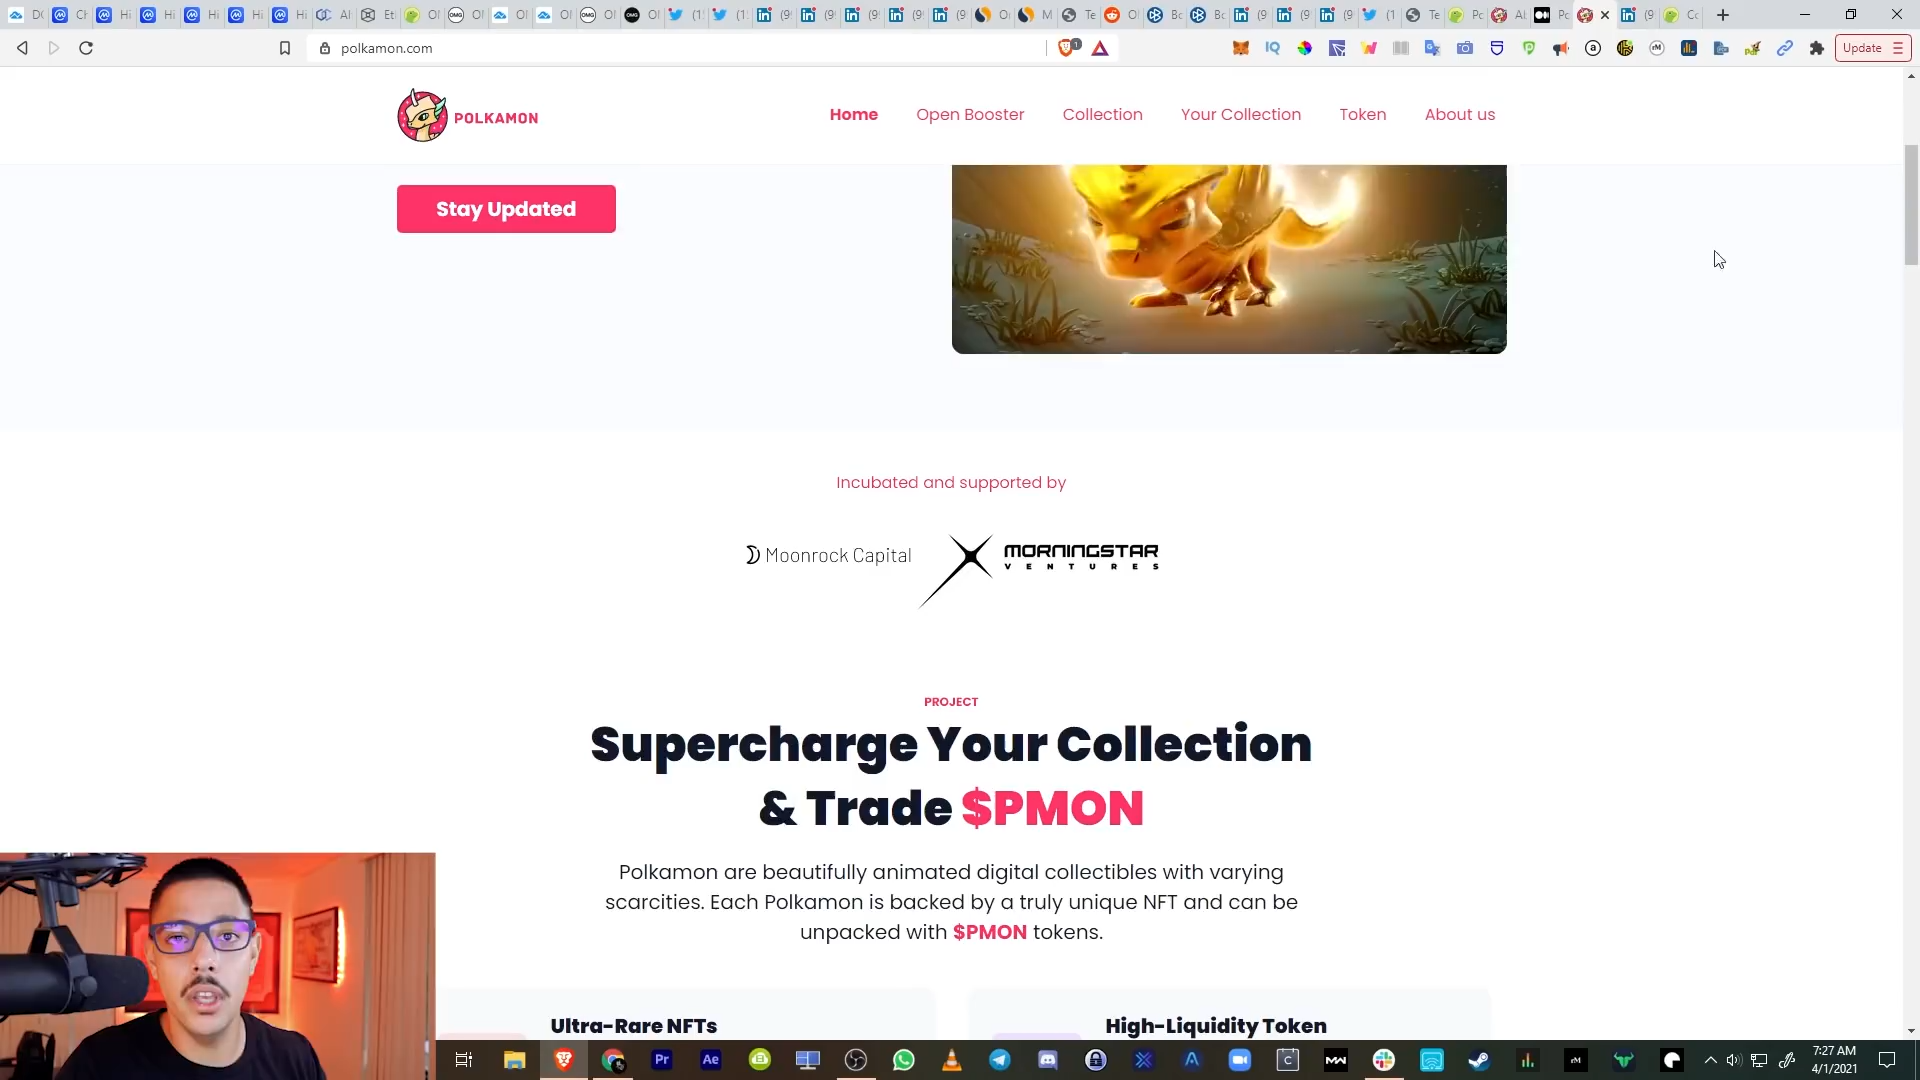 polkamon.com
1
Update
POLKAMON
Home
Open Booster
Collection
Your Collection
Token
About us
Stay Updated
Incubated and supported by
Moonrock Capital
MORNINGSTAR
VENTURES
PROJECT
Supercharge Your Collection
& Trade $PMON
Polkamon are beautifully animated digital collectibles with varying
scarcities. Each Polkamon is backed by a truly unique NFT and can be
unpacked with $PMON tokens.
Ultra-Rare NFTs
High-Liquidity Token
7:27 AM
4/1/2021